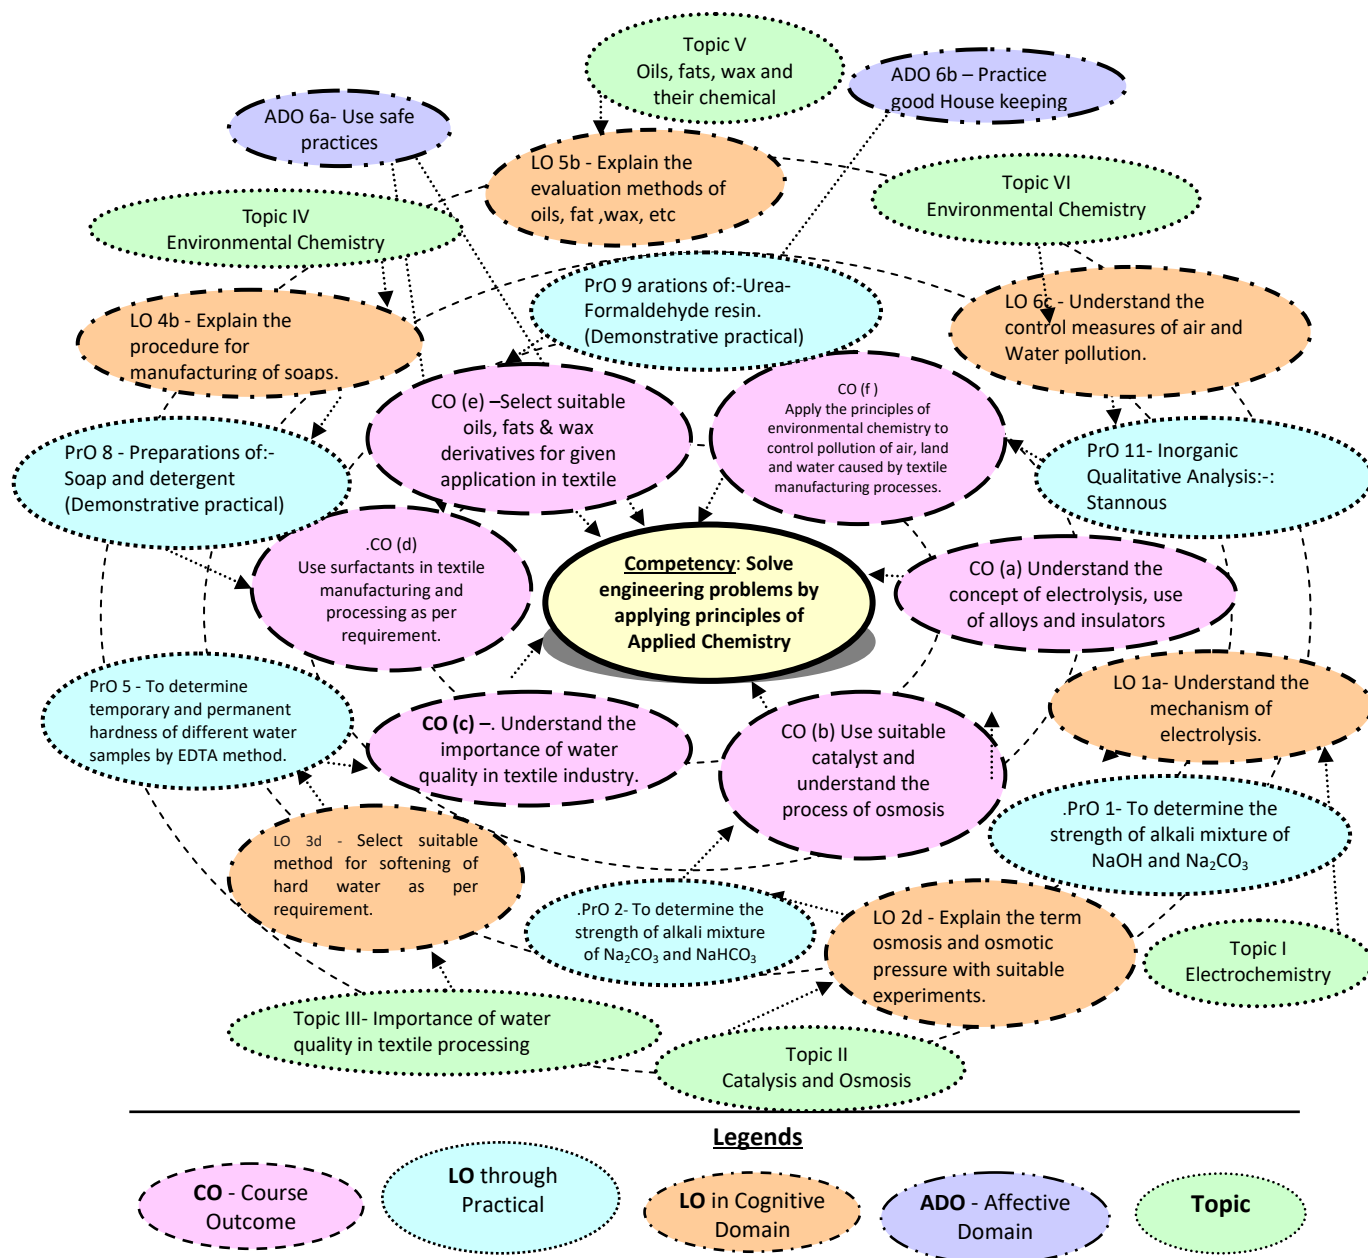 Topic V
Oils, fats, wax and
their chemical
ADO 6b – Practice
good House keeping
ADO 6a- Use safe
practices
LO 5b - Explain the
evaluation methods of
oils, fat ,wax, etc
Topic VI
Environmental Chemistry
Topic IV
Environmental Chemistry
PrO 9 arations of:-Urea-
Formaldehyde resin.
(Demonstrative practical)
LO 6c - Understand the
control measures of air and
Water pollution.
LO 4b - Explain the
procedure for
manufacturing of soaps.
CO (e) –Select suitable
oils, fats & wax
derivatives for given
application in textile
CO (f )
Apply the principles of
environmental chemistry to
control pollution of air, land
and water caused by textile
manufacturing processes.
PrO 8 - Preparations of:-
Soap and detergent
(Demonstrative practical)
PrO 11- Inorganic
Qualitative Analysis:-:
Stannous
.CO (d)
Use surfactants in textile
manufacturing and
processing as per
requirement.
Competency: Solve
engineering problems by
applying principles of
Applied Chemistry
CO (a) Understand the
concept of electrolysis, use
of alloys and insulators
PrO 5 - To determine
temporary and permanent
hardness of different water
samples by EDTA method.
LO 1a- Understand the
mechanism of
electrolysis.
CO (c) –. Understand the
importance of water
quality in textile industry.
CO (b) Use suitable
catalyst and
understand the
process of osmosis
.PrO 1- To determine the
strength of alkali mixture of
NaOH and Na₂CO₃
LO 3d - Select suitable
method for softening of
hard water as per
requirement.
.PrO 2- To determine the
strength of alkali mixture
of Na₂CO₃ and NaHCO₃
LO 2d - Explain the term
osmosis and osmotic
pressure with suitable
experiments.
Topic I
Electrochemistry
Topic III- Importance of water
quality in textile processing
Topic II
Catalysis and Osmosis
Legends
CO - Course
Outcome
LO through
Practical
LO in Cognitive
Domain
ADO - Affective
Domain
Topic